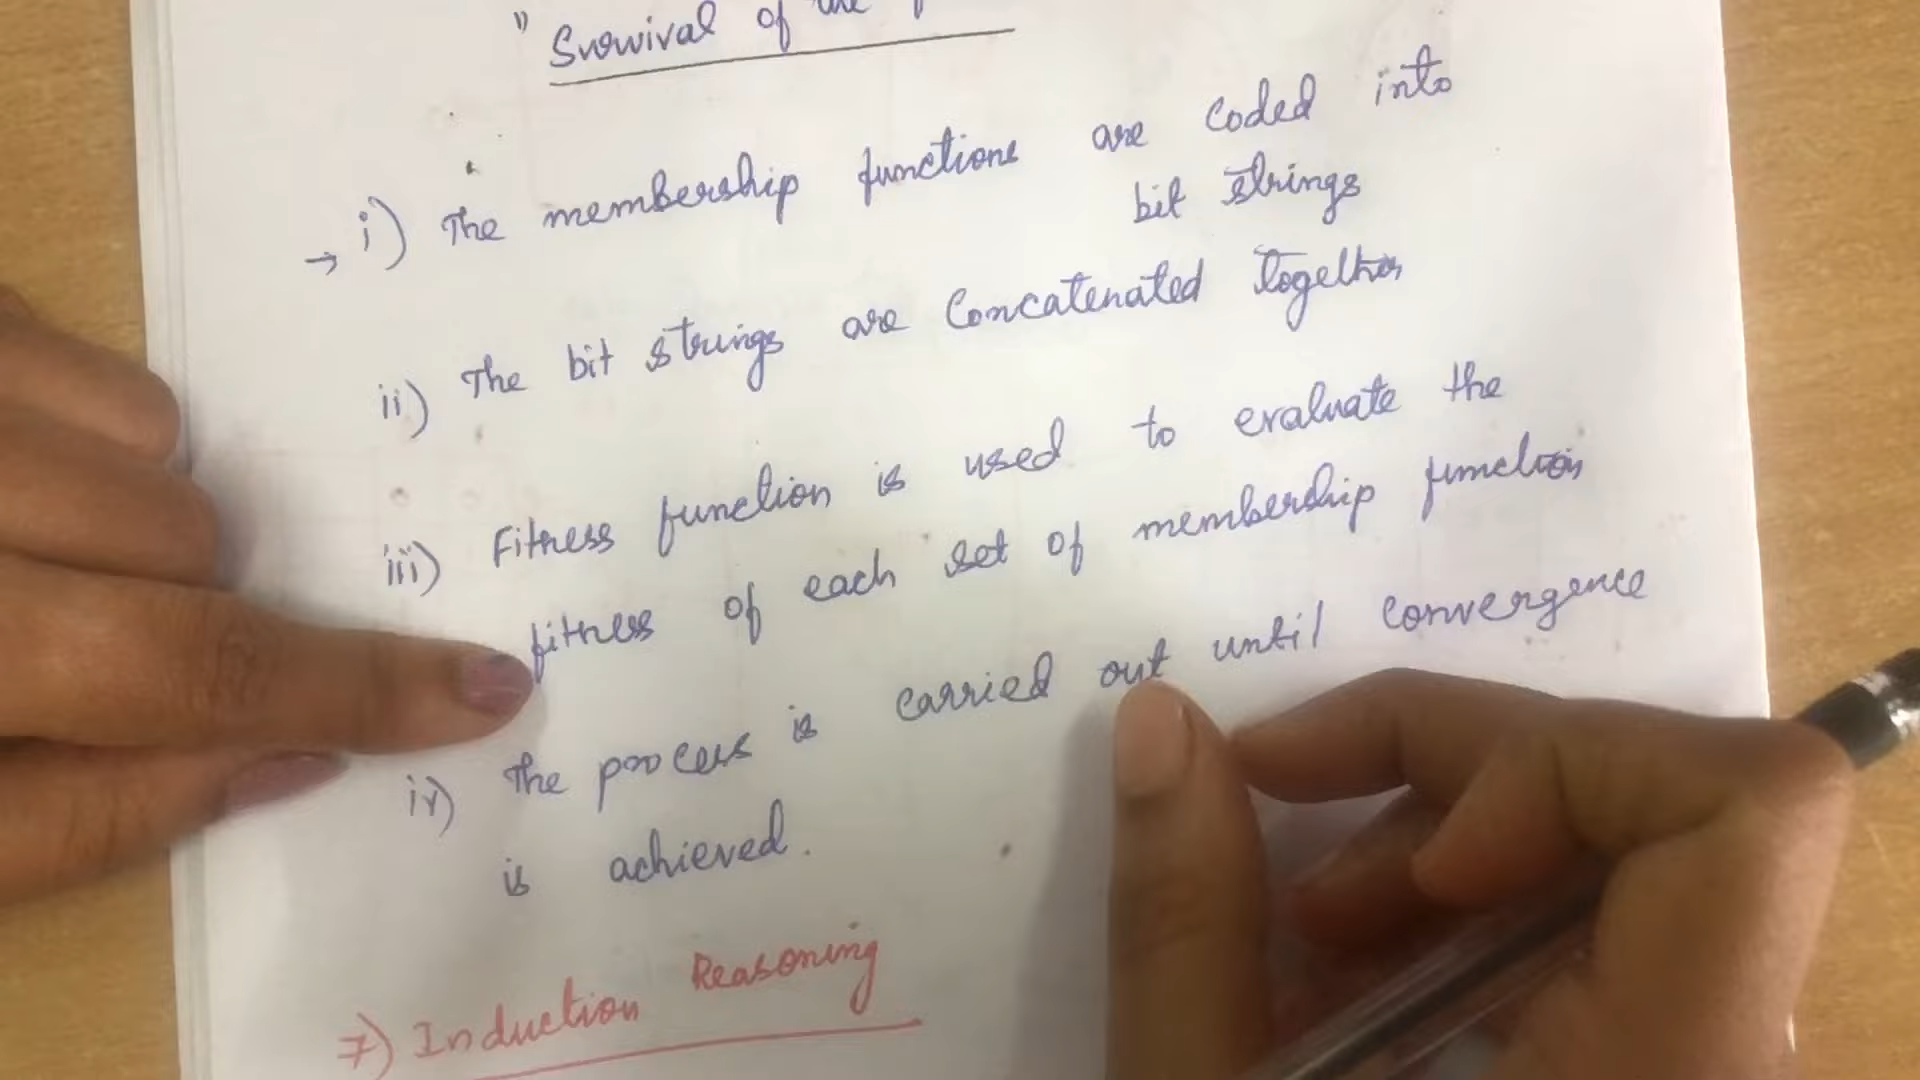 " Survival of the
→ i) The membership functions are coded into
bit strings
ii) The bit strings are Concatenated together
iii) Fitness function is used to evaluate the
fitness of each set of membership function
iv) The process is carried out until convergence
is achieved.
7) Induction Reasoning